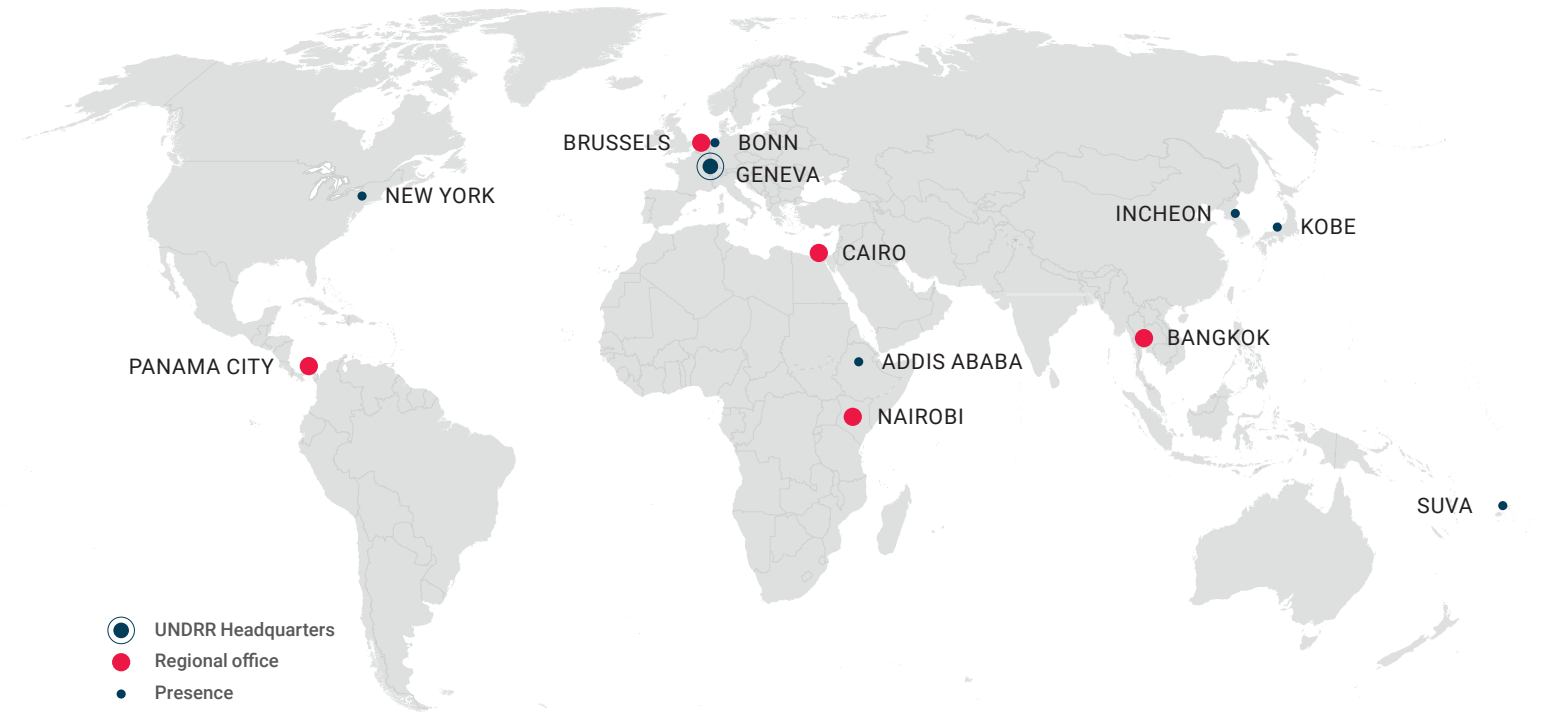 BRUSSELS
BONN
GENEVA
NEW YORK
INCHEON
KOBE
CAIRO
BANGKOK
PANAMA CITY
ADDIS ABABA
NAIROBI
SUVA
UNDRR Headquarters
Regional office
Presence